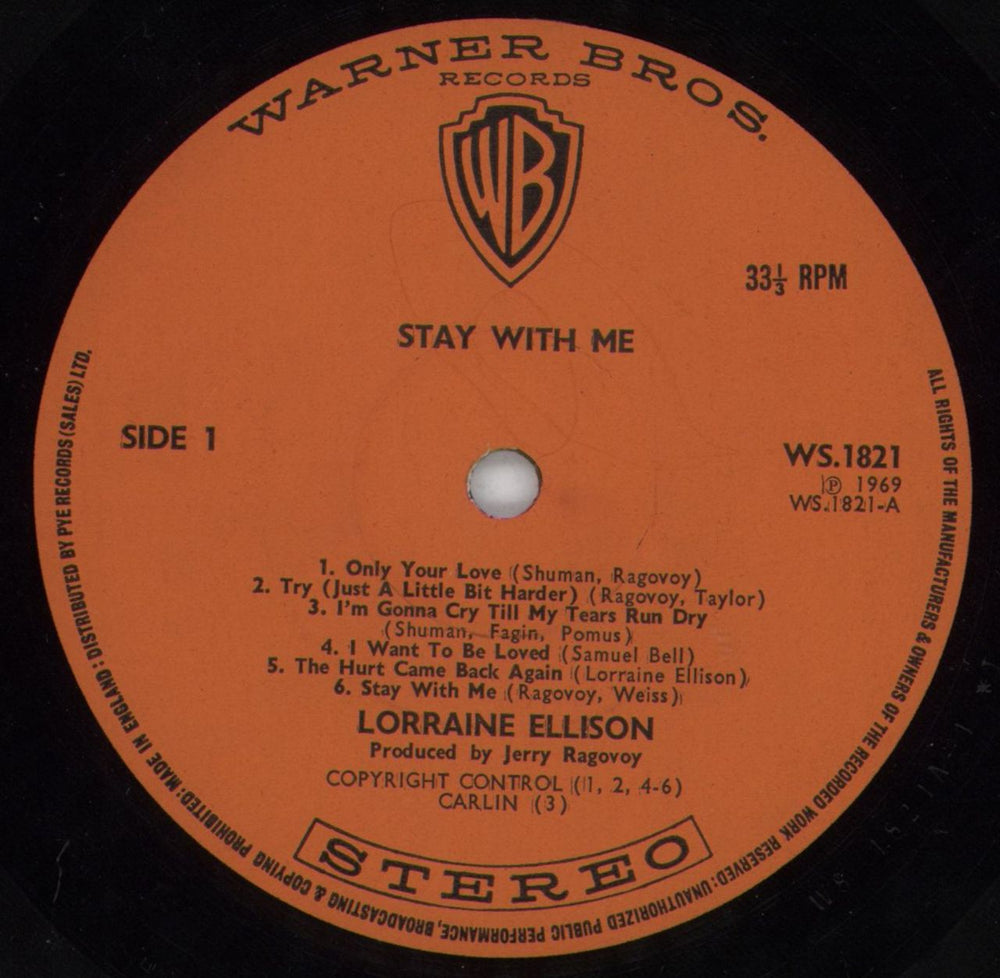 WARNER BROS.
RECORDS
WB
33⅓ RPM
STAY WITH ME
SIDE 1
WS.1821
Ⓟ 1969
WS.1821-A
1. Only Your Love (Shuman, Ragovoy)
2. Try (Just A Little Bit Harder) (Ragovoy, Taylor)
3. I'm Gonna Cry Till My Tears Run Dry
(Shuman, Fagin, Pomus)
4. I Want To Be Loved (Samuel Bell)
5. The Hurt Came Back Again (Lorraine Ellison)
6. Stay With Me (Ragovoy, Weiss)
LORRAINE ELLISON
Produced by Jerry Ragovoy
COPYRIGHT CONTROL (1, 2, 4-6)
CARLIN (3)
STEREO
ALL RIGHTS OF THE MANUFACTURERS & OWNERS OF THE RECORDED WORK RESERVED: UNAUTHORIZED PUBLIC PERFORMANCE, BROADCASTING & COPYING PROHIBITED: MADE IN ENGLAND: DISTRIBUTED BY PYE RECORDS (SALES) LTD.